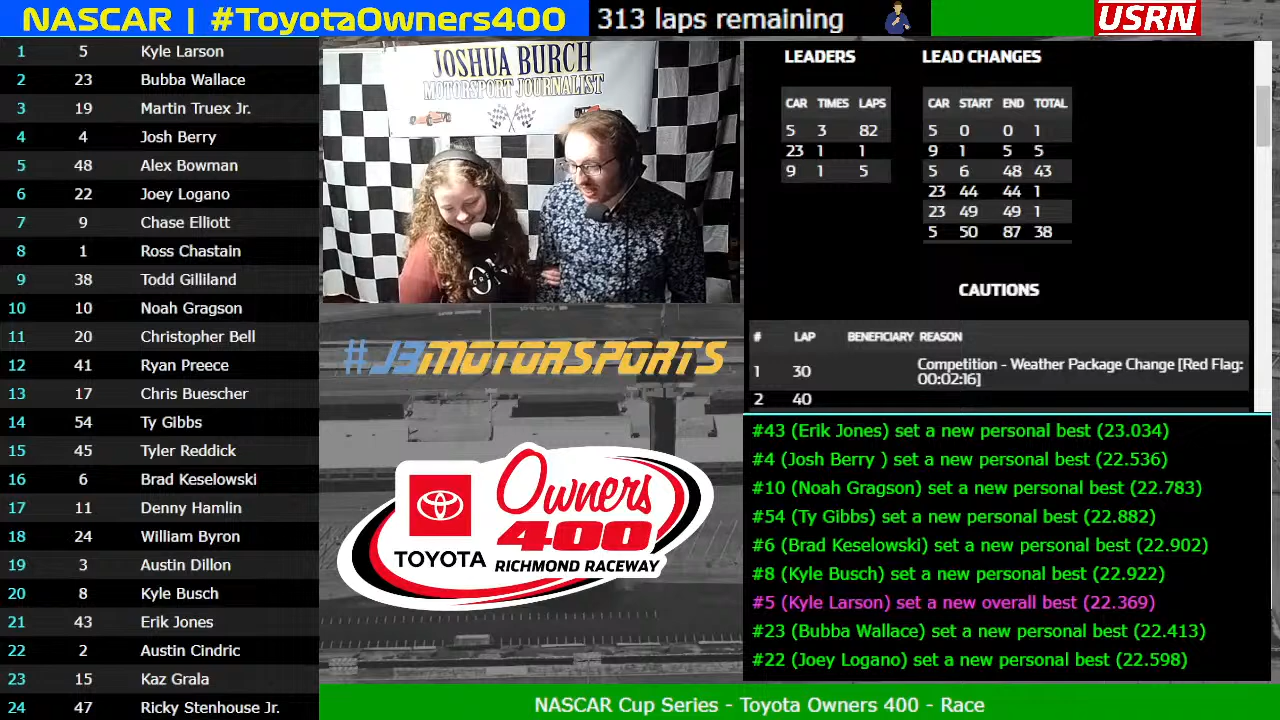 NASCAR | #ToyotaOwners400
313 laps remaining
USRN
1 5 Kyle Larson
2 23 Bubba Wallace
3 19 Martin Truex Jr.
4 4 Josh Berry
5 48 Alex Bowman
6 22 Joey Logano
7 9 Chase Elliott
8 1 Ross Chastain
9 38 Todd Gilliland
10 10 Noah Gragson
11 20 Christopher Bell
12 41 Ryan Preece
13 17 Chris Buescher
14 54 Ty Gibbs
15 45 Tyler Reddick
16 6 Brad Keselowski
17 11 Denny Hamlin
18 24 William Byron
19 3 Austin Dillon
20 8 Kyle Busch
21 43 Erik Jones
22 2 Austin Cindric
23 15 Kaz Grala
24 47 Ricky Stenhouse Jr.
JOSHUA BURCH
MOTORSPORT JOURNALIST
#JBMOTORSPORTS
Owners
400
TOYOTA
RICHMOND RACEWAY
LEADERS
CAR TIMES LAPS
5 3 82
23 1 1
9 1 5
LEAD CHANGES
CAR START END TOTAL
5 0 0 1
9 1 5 5
5 6 48 43
23 44 44 1
23 49 49 1
5 50 87 38
CAUTIONS
# LAP BENEFICIARY REASON
1 30 Competition - Weather Package Change [Red Flag:
00:02:16]
2 40
#43 (Erik Jones) set a new personal best (23.034)
#4 (Josh Berry ) set a new personal best (22.536)
#10 (Noah Gragson) set a new personal best (22.783)
#54 (Ty Gibbs) set a new personal best (22.882)
#6 (Brad Keselowski) set a new personal best (22.902)
#8 (Kyle Busch) set a new personal best (22.922)
#5 (Kyle Larson) set a new overall best (22.369)
#23 (Bubba Wallace) set a new personal best (22.413)
#22 (Joey Logano) set a new personal best (22.598)
NASCAR Cup Series - Toyota Owners 400 - Race